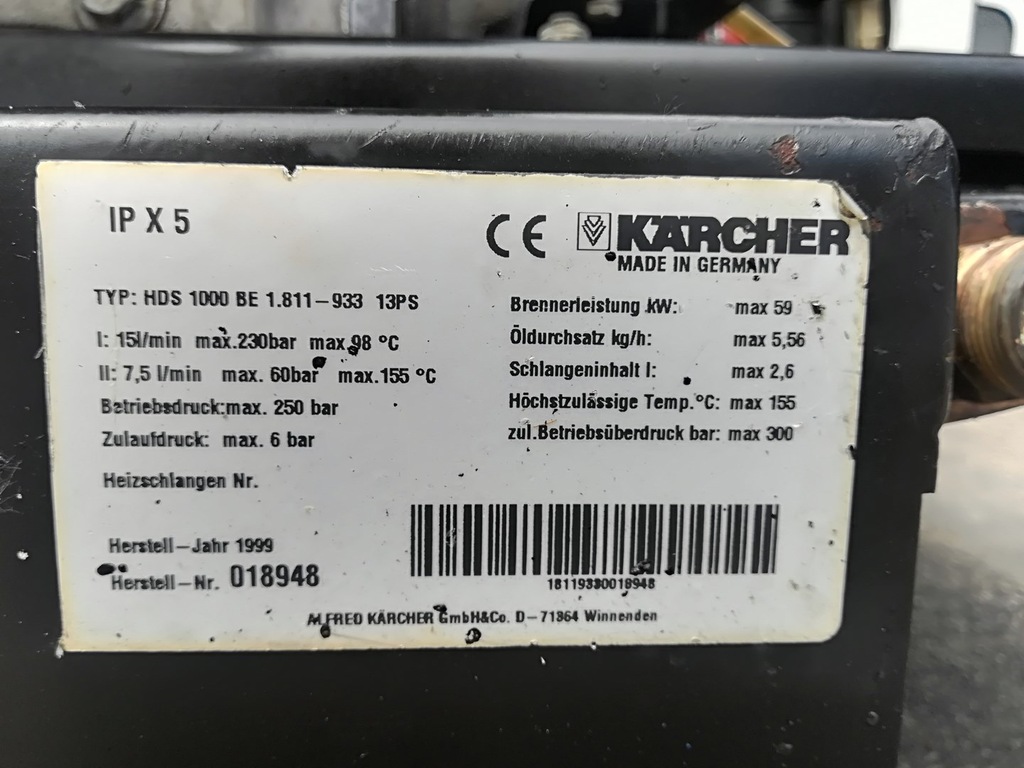 IP X 5
CE KÄRCHER
MADE IN GERMANY
TYP: HDS 1000 BE 1.811-933 13PS
I: 15l/min max.230bar max.98 °C
II: 7,5 l/min max. 60bar max.155 °C
Betriebsdruck:max. 250 bar
Zulaufdruck: max. 6 bar
Heizschlangen Nr.
Brennerleistung kW: max 59
Öldurchsatz kg/h: max 5,56
Schlangeninhalt l: max 2,6
Höchstzulässige Temp.°C: max 155
zul.Betriebsüberdruck bar: max 300
Herstell-Jahr 1999
Herstell-Nr. 018948
18119330018948
ALFRED KÄRCHER GmbH&Co. D-71364 Winnenden